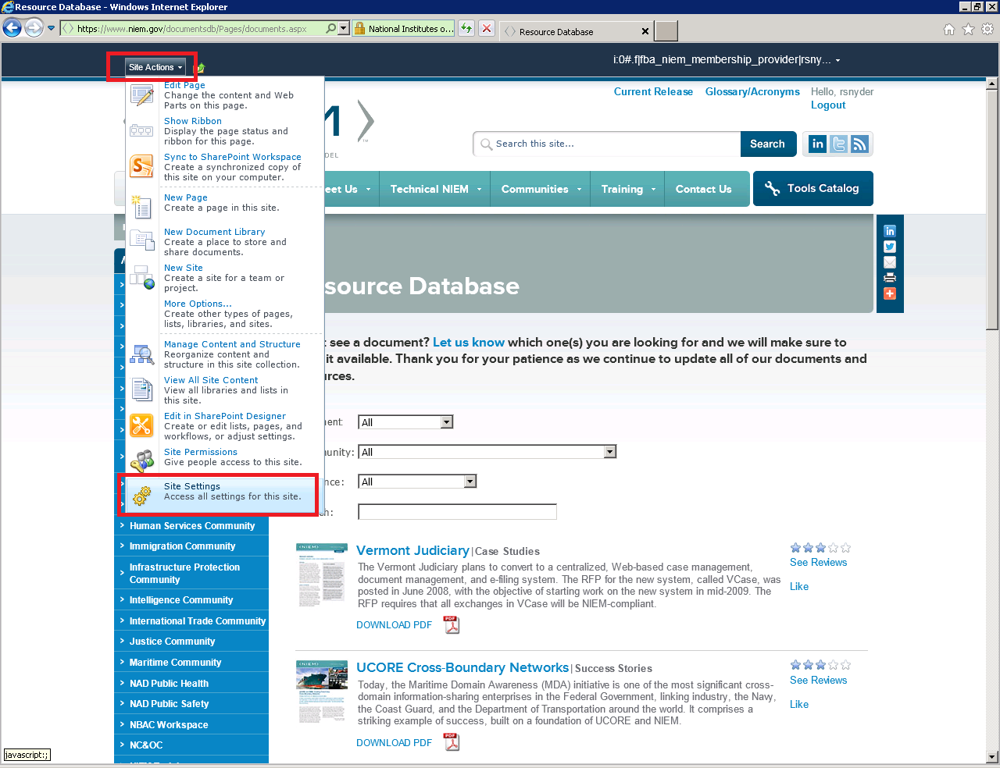 Resource Database - Windows Internet Explorer
https://www.niem.gov/documentsdb/Pages/documents.aspx
National Institutes o...
Resource Database
Site Actions
i:0#.f|fba_niem_membership_provider|rsny...
Edit Page
Change the content and Web
Parts on this page.
Show Ribbon
Display the page status and
ribbon for this page.
Sync to SharePoint Workspace
Create a synchronized copy of
this site on your computer.
New Page
Create a page in this site.
New Document Library
Create a place to store and
share documents.
New Site
Create a site for a team or
project.
More Options...
Create other types of pages,
lists, libraries, and sites.
Manage Content and Structure
Reorganize content and
structure in this site collection.
View All Site Content
View all libraries and lists in
this site.
Edit in SharePoint Designer
Create or edit lists, pages, and
workflows, or adjust settings.
Site Permissions
Give people access to this site.
Site Settings
Access all settings for this site.
Current Release
Glossary/Acronyms
Hello, rsnyder
Logout
M
DEL
Search this site...
Search
eet Us
Technical NIEM
Communities
Training
Contact Us
Tools Catalog
source Database
t see a document? Let us know which one(s) you are looking for and we will make sure to
it available. Thank you for your patience as we continue to update all of our documents and
urces.
ment: All
nunity: All
nce: All
h:
Human Services Community
Immigration Community
Infrastructure Protection
Community
Intelligence Community
International Trade Community
Justice Community
Maritime Community
NAD Public Health
NAD Public Safety
NBAC Workspace
NC&OC
Vermont Judiciary | Case Studies
The Vermont Judiciary plans to convert to a centralized, Web-based case management,
document management, and e-filing system. The RFP for the new system, called VCase, was
posted in June 2008, with the objective of starting work on the new system in mid-2009. The
RFP requires that all exchanges in VCase will be NIEM-compliant.
DOWNLOAD PDF
See Reviews
Like
UCORE Cross-Boundary Networks | Success Stories
Today, the Maritime Domain Awareness (MDA) initiative is one of the most significant cross-
domain information-sharing enterprises in the Federal Government, linking industry, the Navy,
the Coast Guard, and the Department of Transportation around the world. It comprises a
striking example of success, built on a foundation of UCORE and NIEM.
DOWNLOAD PDF
See Reviews
Like
javascript:;